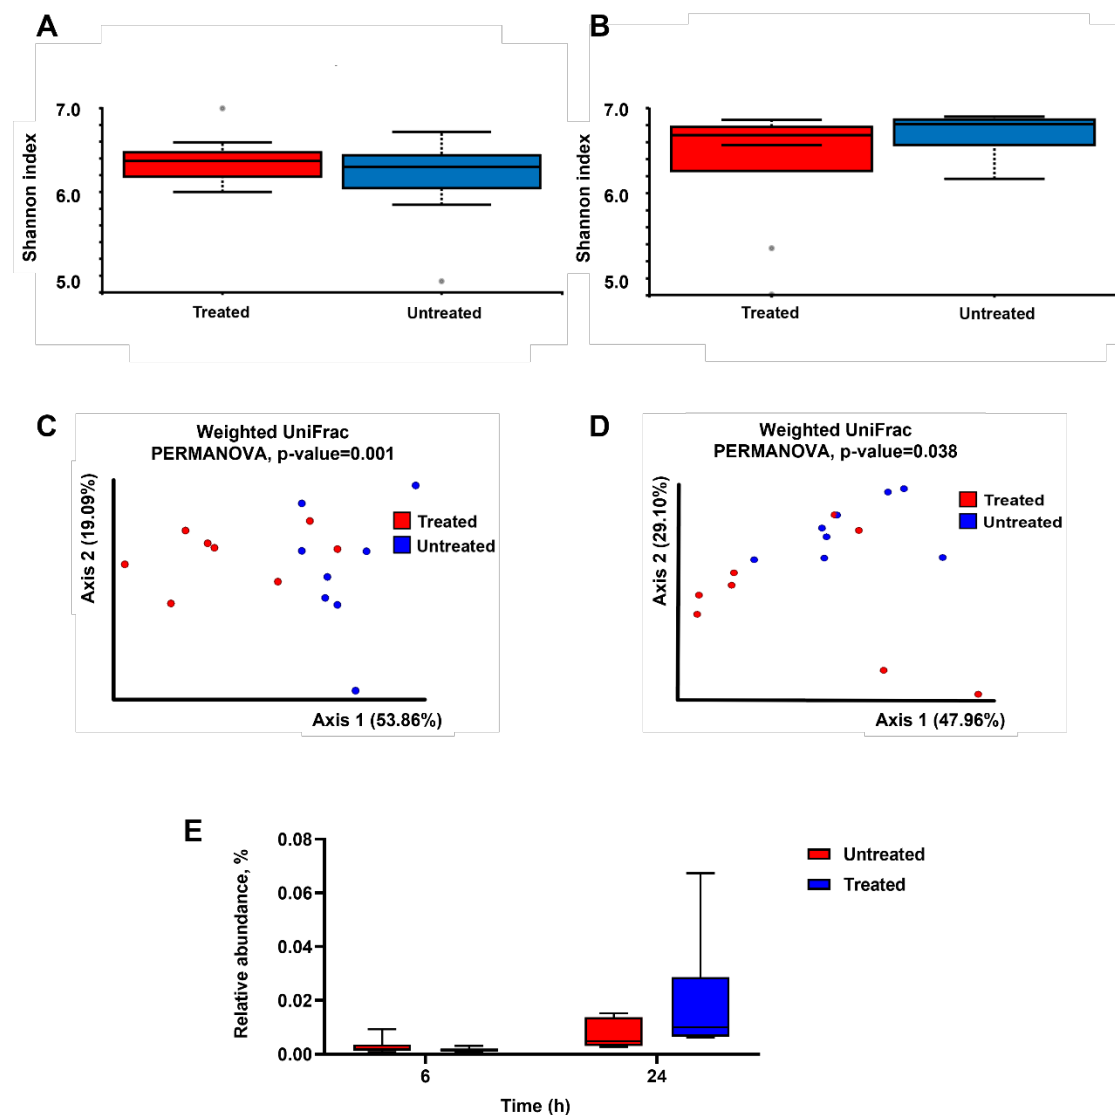 A
Shannon index
7.0
6.0
5.0
Treated
Untreated
B
Shannon index
7.0
6.0
5.0
Treated
Untreated
C
Weighted UniFrac
PERMANOVA, p-value=0.001
Axis 2 (19.09%)
Treated
Untreated
Axis 1 (53.86%)
D
Weighted UniFrac
PERMANOVA, p-value=0.038
Axis 2 (29.10%)
Treated
Untreated
Axis 1 (47.96%)
E
Relative abundance, %
0.08
0.06
0.04
0.02
0.00
6
24
Time (h)
Untreated
Treated